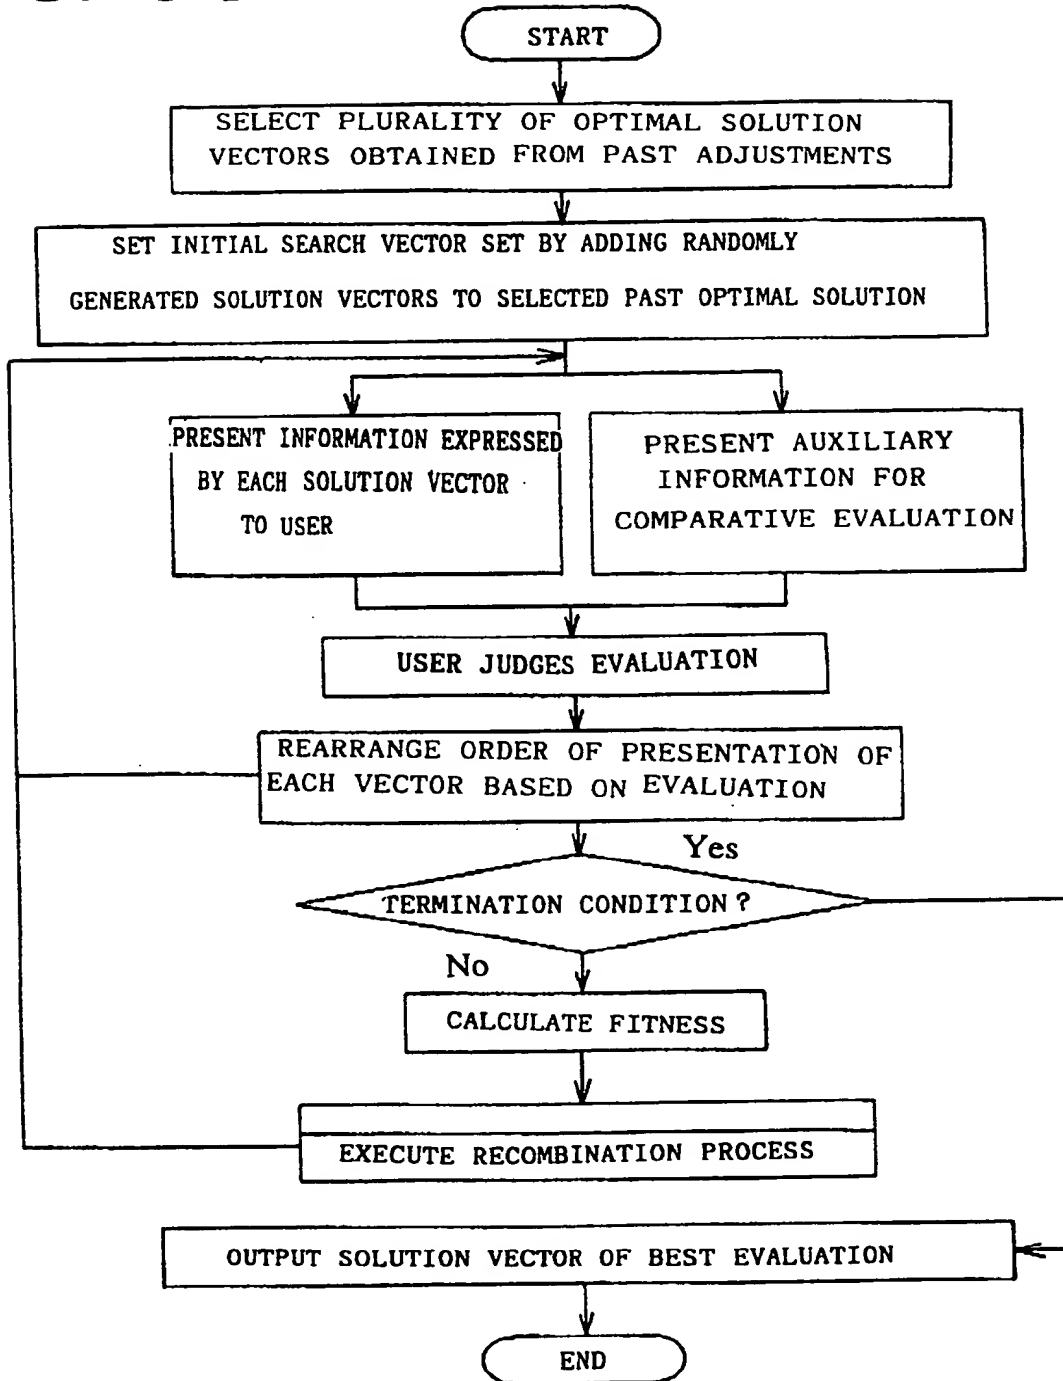 START
SELECT PLURALITY OF OPTIMAL SOLUTION
VECTORS OBTAINED FROM PAST ADJUSTMENTS
SET INITIAL SEARCH VECTOR SET BY ADDING RANDOMLY
GENERATED SOLUTION VECTORS TO SELECTED PAST OPTIMAL SOLUTION
PRESENT INFORMATION EXPRESSED
BY EACH SOLUTION VECTOR
TO USER
PRESENT AUXILIARY
INFORMATION FOR
COMPARATIVE EVALUATION
USER JUDGES EVALUATION
REARRANGE ORDER OF PRESENTATION OF
EACH VECTOR BASED ON EVALUATION
Yes
TERMINATION CONDITION?
No
CALCULATE FITNESS
EXECUTE RECOMBINATION PROCESS
OUTPUT SOLUTION VECTOR OF BEST EVALUATION
END